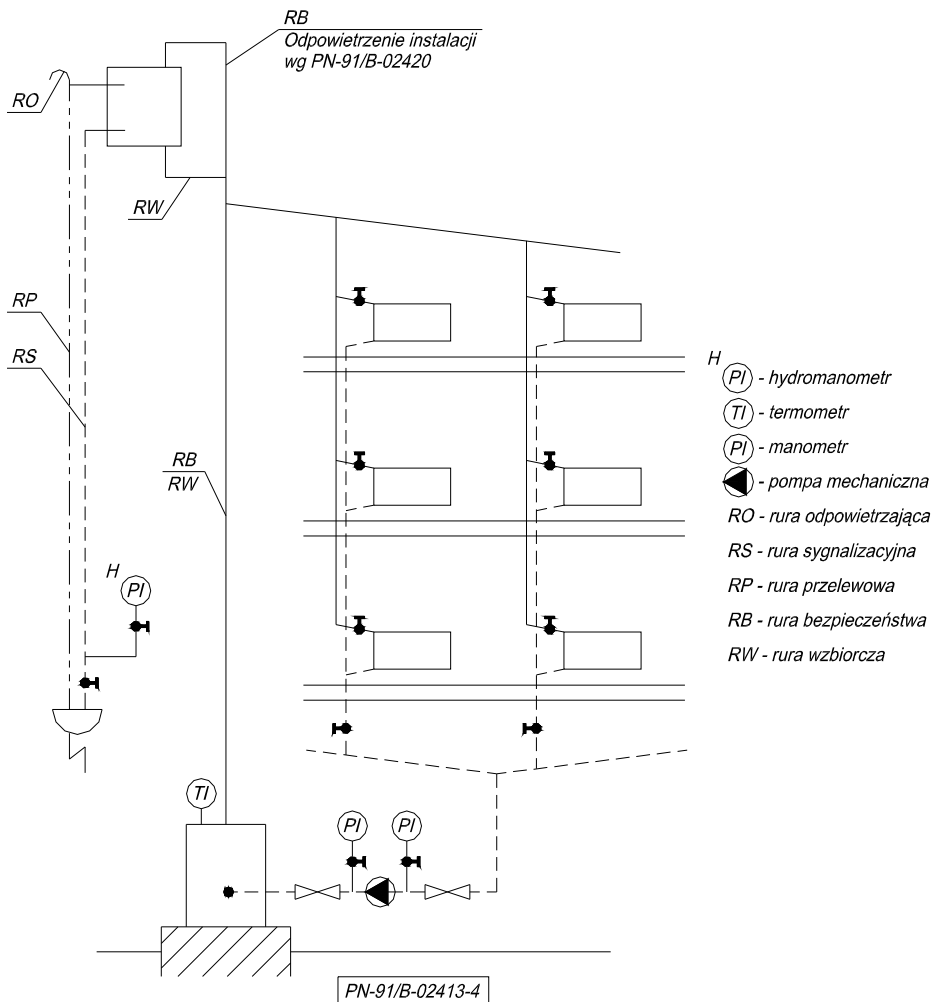 RB
Odpowietrzenie instalacji
wg PN-91/B-02420
RO
RW
RP
RS
RB
RW
H
PI
TI
PI
PI
H
PI - hydromanometr
TI - termometr
PI - manometr
- pompa mechaniczna
RO - rura odpowietrzająca
RS - rura sygnalizacyjna
RP - rura przelewowa
RB - rura bezpieczeństwa
RW - rura wzbiorcza
PN-91/B-02413-4